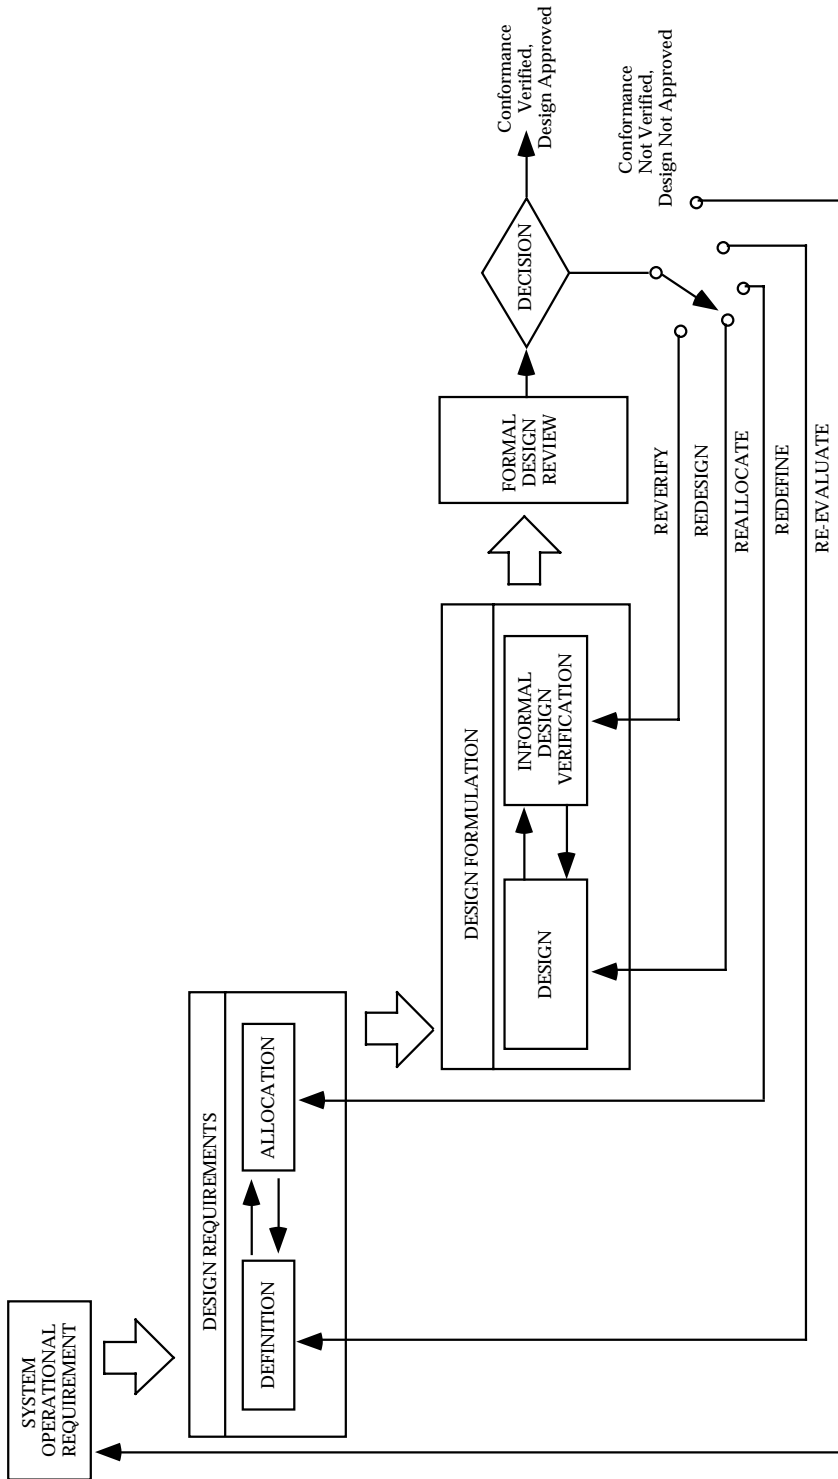 SYSTEM
OPERATIONAL
REQUIREMENT
DESIGN REQUIREMENTS
DEFINITION
ALLOCATION
DESIGN FORMULATION
DESIGN
INFORMAL
DESIGN
VERIFICATION
FORMAL
DESIGN
REVIEW
DECISION
Conformance
Verified,
Design Approved
Conformance
Not Verified,
Design Not Approved
REVERIFY
REDESIGN
REALLOCATE
REDEFINE
RE-EVALUATE